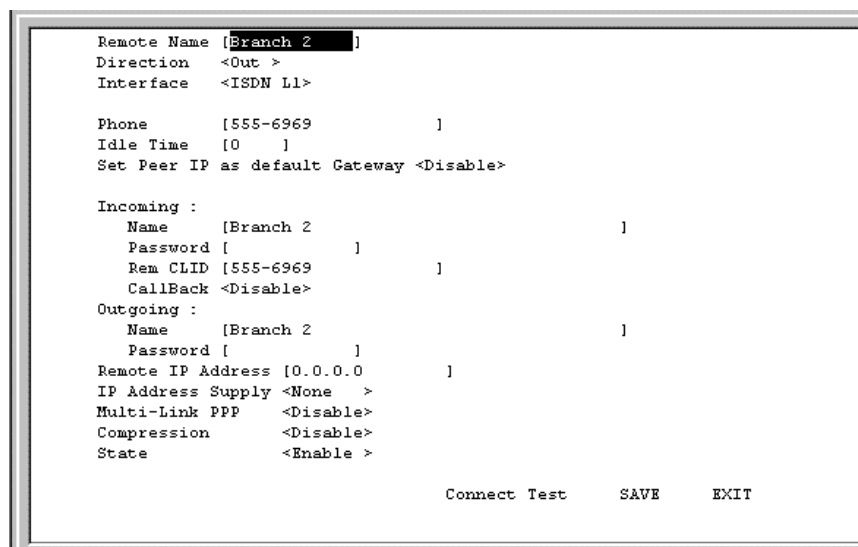 Remote Name [Branch 2    ]
Direction   <Out >
Interface   <ISDN L1>
Phone       [555-6969            ]
Idle Time   [0    ]
Set Peer IP as default Gateway <Disable>
Incoming :
Name      [Branch 2                              ]
Password [            ]
Rem CLID [555-6969            ]
CallBack <Disable>
Outgoing :
Name      [Branch 2                              ]
Password [            ]
Remote IP Address [0.0.0.0        ]
IP Address Supply <None   >
Multi-Link PPP    <Disable>
Compression       <Disable>
State             <Enable >
Connect Test     SAVE     EXIT